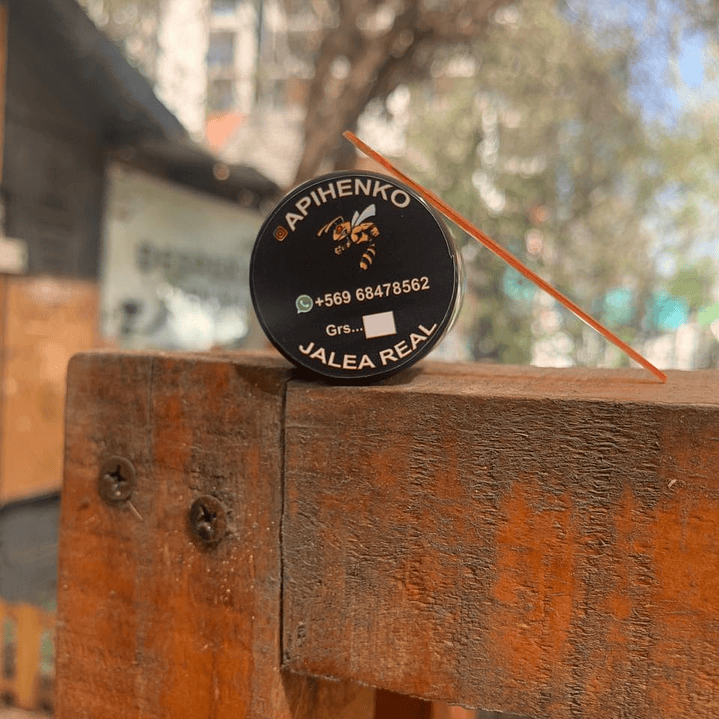 APIHENKO
+569 68478562
Grs...
JALEA REAL